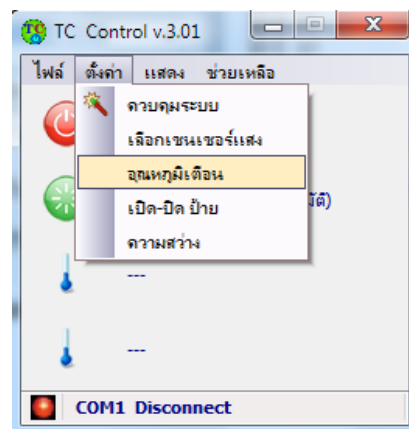 TC Control v.3.01
ไฟล์ ตั้งค่า แสดง ช่วยเหลือ
ควบคุมระบบ
เลือกเซนเซอร์แสง
อุณหภูมิเตือน
เปิด-ปิด ป้าย
ความสว่าง
---
---
COM1 Disconnect